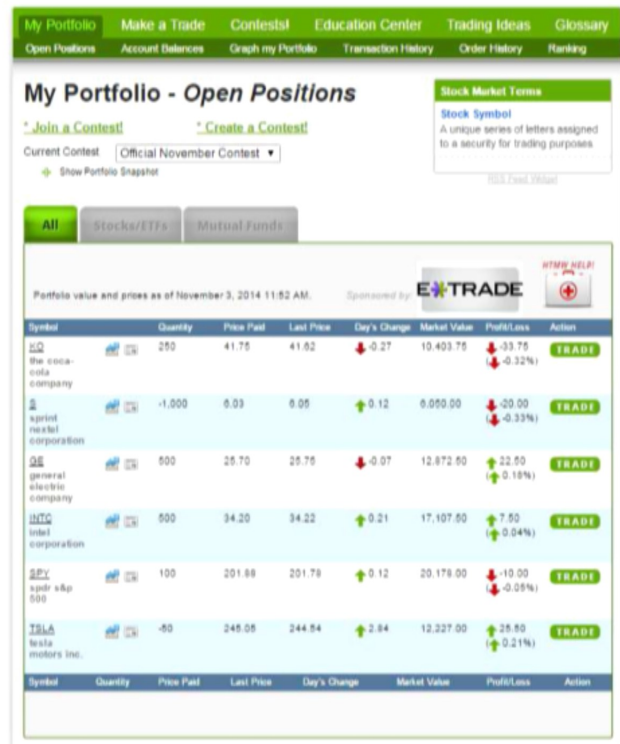 My Portfolio Make a Trade Contests! Education Center Trading Ideas Glossary
Open Positions Account Balances Graph my Portfolio Transaction History Order History Ranking
My Portfolio - Open Positions
* Join a Contest! * Create a Contest!
Current Contest Official November Contest
Show Portfolio Snapshot
Stock Market Terms
Stock Symbol
A unique series of letters assigned
to a security for trading purposes
RSS Feed Widget
All Stocks/ETFs Mutual Funds
Portfolio value and prices as of November 3, 2014 11:52 AM. Sponsored by: E*TRADE
HTMW HELP!
Symbol Quantity Price Paid Last Price Day's Change Market Value Profit/Loss Action
KO 250 41.75 41.62 -0.27 10,403.75 -33.75 TRADE
the coca- (-0.32%)
cola
company
S -1,000 6.03 6.05 0.12 6,050.00 -20.00 TRADE
sprint (-0.33%)
nextel
corporation
GE 500 25.70 25.75 -0.07 12,872.50 22.50 TRADE
general (0.18%)
electric
company
INTC 500 34.20 34.22 0.21 17,107.50 7.50 TRADE
intel (0.04%)
corporation
SPY 100 201.88 201.78 0.12 20,178.00 -10.00 TRADE
spdr s&p (-0.05%)
500
TSLA -50 245.05 244.54 2.84 12,227.00 25.50 TRADE
tesla (0.21%)
motors inc.
Symbol Quantity Price Paid Last Price Day's Change Market Value Profit/Loss Action